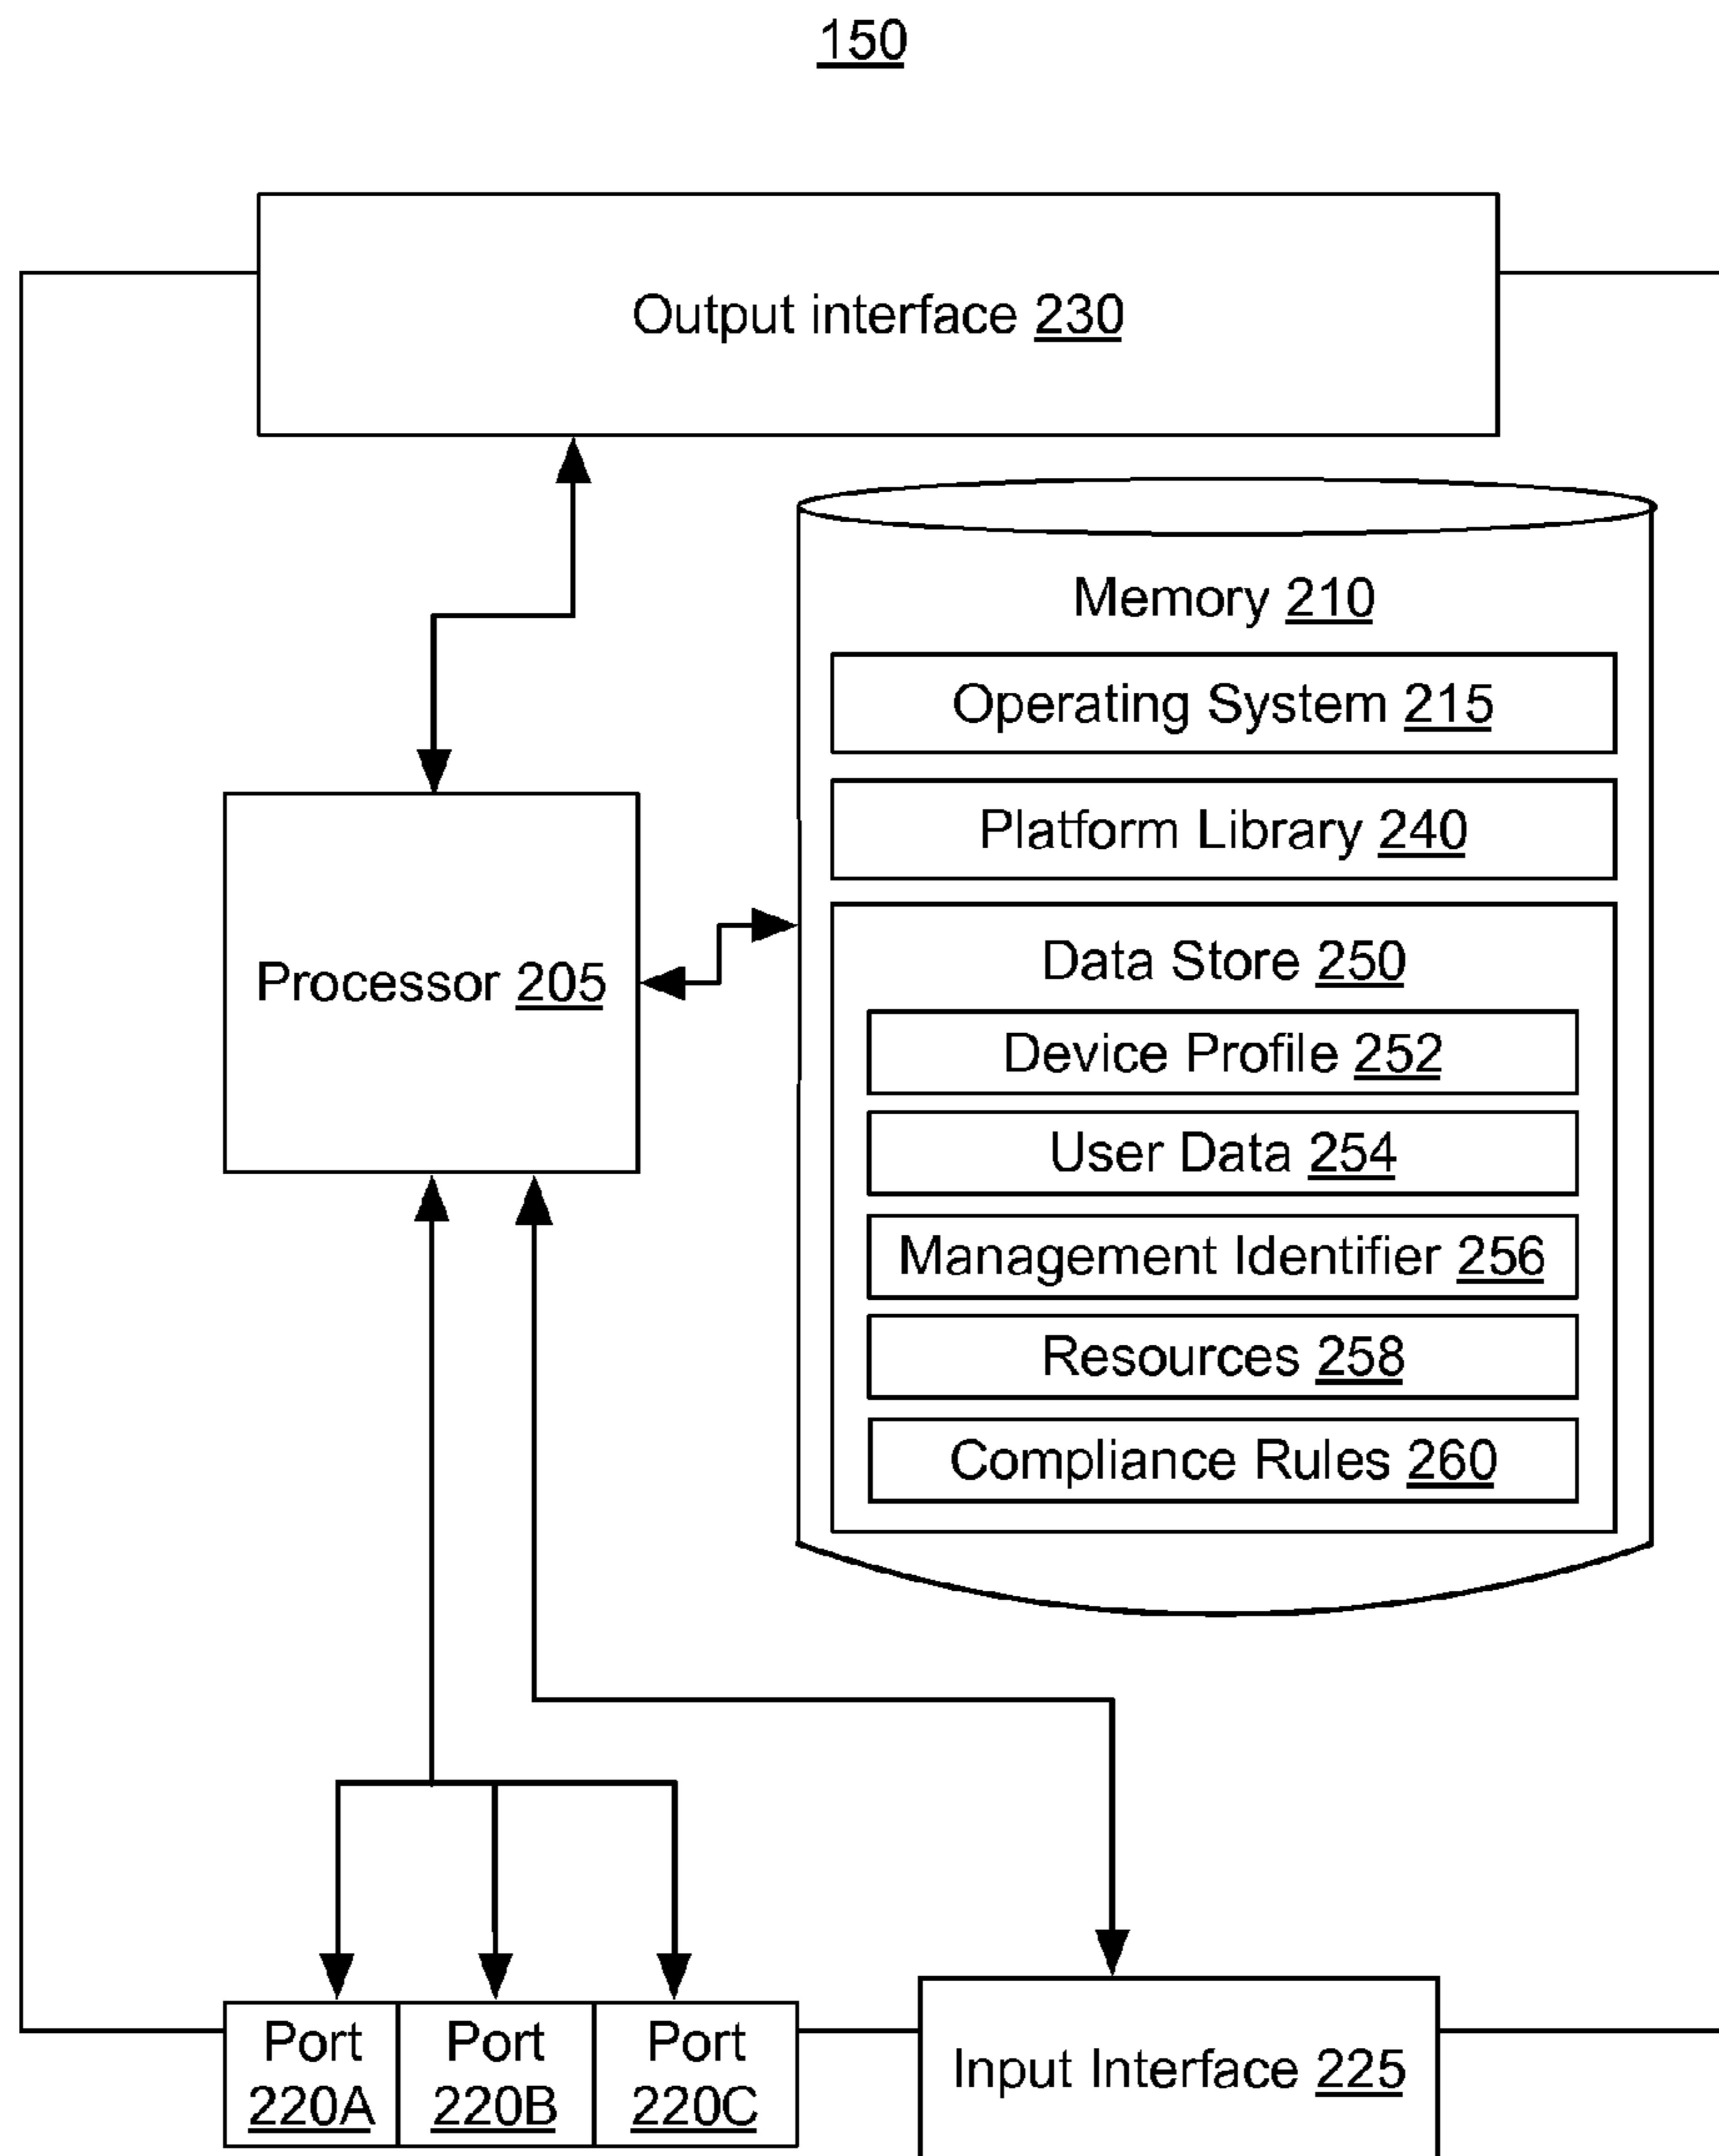 150
Output interface 230
Memory 210
Operating System 215
Platform Library 240
Processor 205
Data Store 250
Device Profile 252
User Data 254
Management Identifier 256
Resources 258
Compliance Rules 260
Port
220A
Port
220B
Port
220C
Input Interface 225